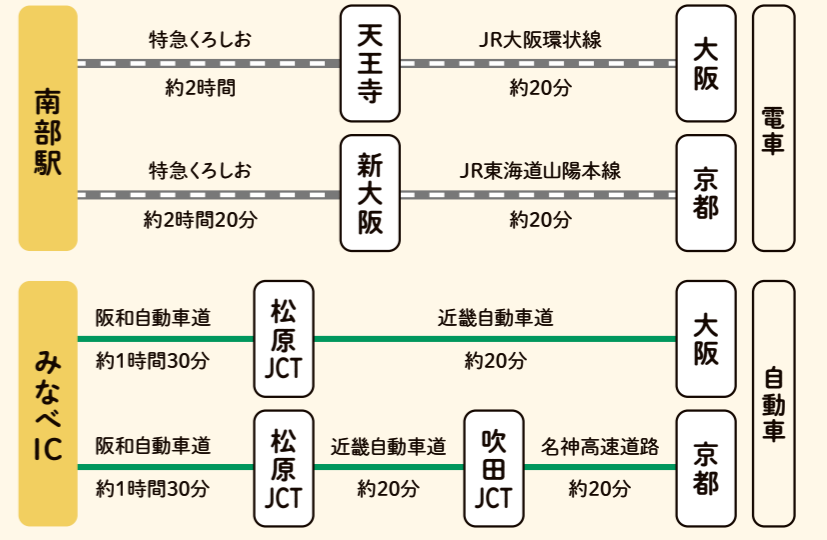 南部駅
特急くろしお
約2時間
天王寺
JR大阪環状線
約20分
大阪
特急くろしお
約2時間20分
新大阪
JR東海道山陽本線
約20分
京都
電車
みなべIC
阪和自動車道
約1時間30分
松原JCT
近畿自動車道
約20分
大阪
阪和自動車道
約1時間30分
松原JCT
近畿自動車道
約20分
吹田JCT
名神高速道路
約20分
京都
自動車